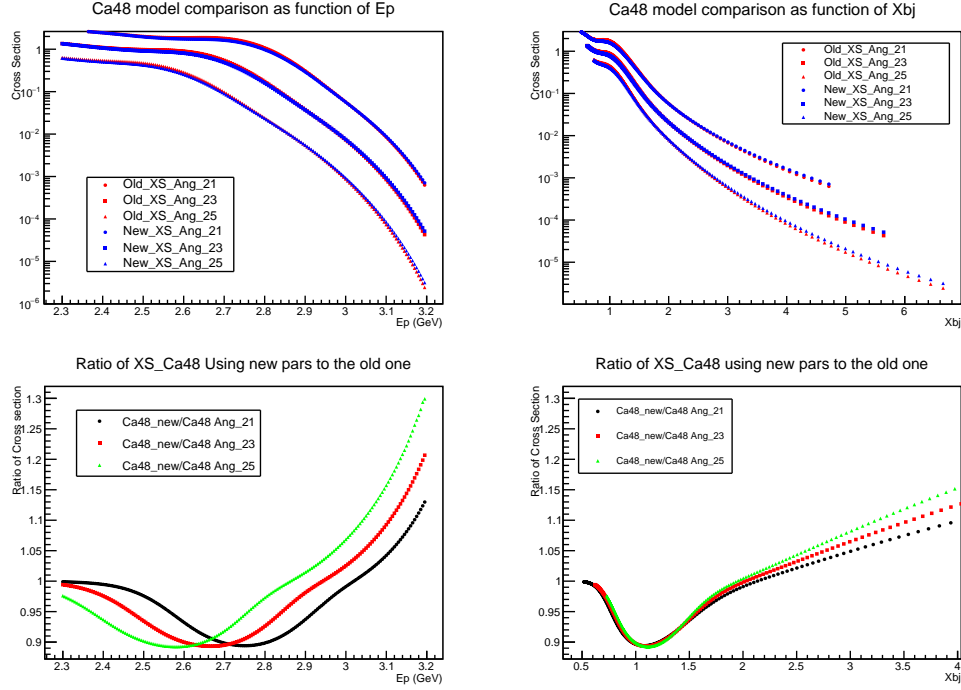 Ca48 model comparison as function of Ep
Cross Section
1
10⁻¹
10⁻²
10⁻³
10⁻⁴
10⁻⁵
10⁻⁶
Old_XS_Ang_21
Old_XS_Ang_23
Old_XS_Ang_25
New_XS_Ang_21
New_XS_Ang_23
New_XS_Ang_25
2.3 2.4 2.5 2.6 2.7 2.8 2.9 3 3.1 3.2
Ep (GeV)
Ca48 model comparison as function of Xbj
Cross Section
1
10⁻¹
10⁻²
10⁻³
10⁻⁴
10⁻⁵
Old_XS_Ang_21
Old_XS_Ang_23
Old_XS_Ang_25
New_XS_Ang_21
New_XS_Ang_23
New_XS_Ang_25
1 2 3 4 5 6
Xbj
Ratio of XS_Ca48 Using new pars to the old one
Ratio of Cross section
1.3
1.25
1.2
1.15
1.1
1.05
1
0.95
0.9
Ca48_new/Ca48 Ang_21
Ca48_new/Ca48 Ang_23
Ca48_new/Ca48 Ang_25
2.3 2.4 2.5 2.6 2.7 2.8 2.9 3 3.1 3.2
Ep (GeV)
Ratio of XS_Ca48 using new pars to the old one
Ratio of Cross Section
1.3
1.25
1.2
1.15
1.1
1.05
1
0.95
0.9
Ca48_new/Ca48 Ang_21
Ca48_new/Ca48 Ang_23
Ca48_new/Ca48 Ang_25
0.5 1 1.5 2 2.5 3 3.5 4
Xbj